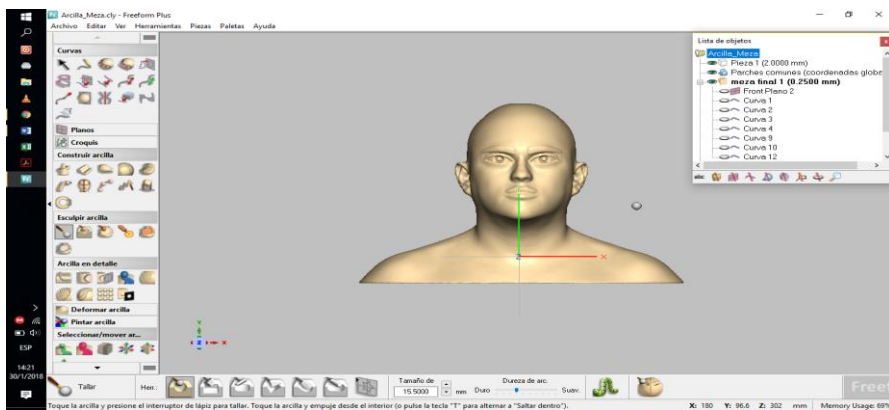 Arcilla_Meza.cly - Freeform Plus
Archivo Editar Ver Herramientas Piezas Paletas Ayuda
Curvas
Planos
Croquis
Construir arcilla
Esculpir arcilla
Arcilla en detalle
Deformar arcilla
Pintar arcilla
Seleccionar/mover ar...
Lista de objetos
Arcilla_Meza
Pieza 1 (2.0000 mm)
Parches comunes (coordenadas globe
meza final 1 (0.2500 mm)
Front Plano 2
Curva 1
Curva 2
Curva 3
Curva 4
Curva 9
Curva 10
Curva 12
abc
X
Y
X
ESP
14:21
30/1/2018
Tallar
Herr.:
Tamaño de
15.5000 mm
Dureza de arc.
Duro Suav.
Freef
Toque la arcilla y presione el interruptor de lápiz para tallar. Toque la arcilla y empuje desde el interior (o pulse la tecla "T" para alternar a "Saltar dentro").
X: 180 Y: 96.6 Z: 302 mm Memory Usage: 69%